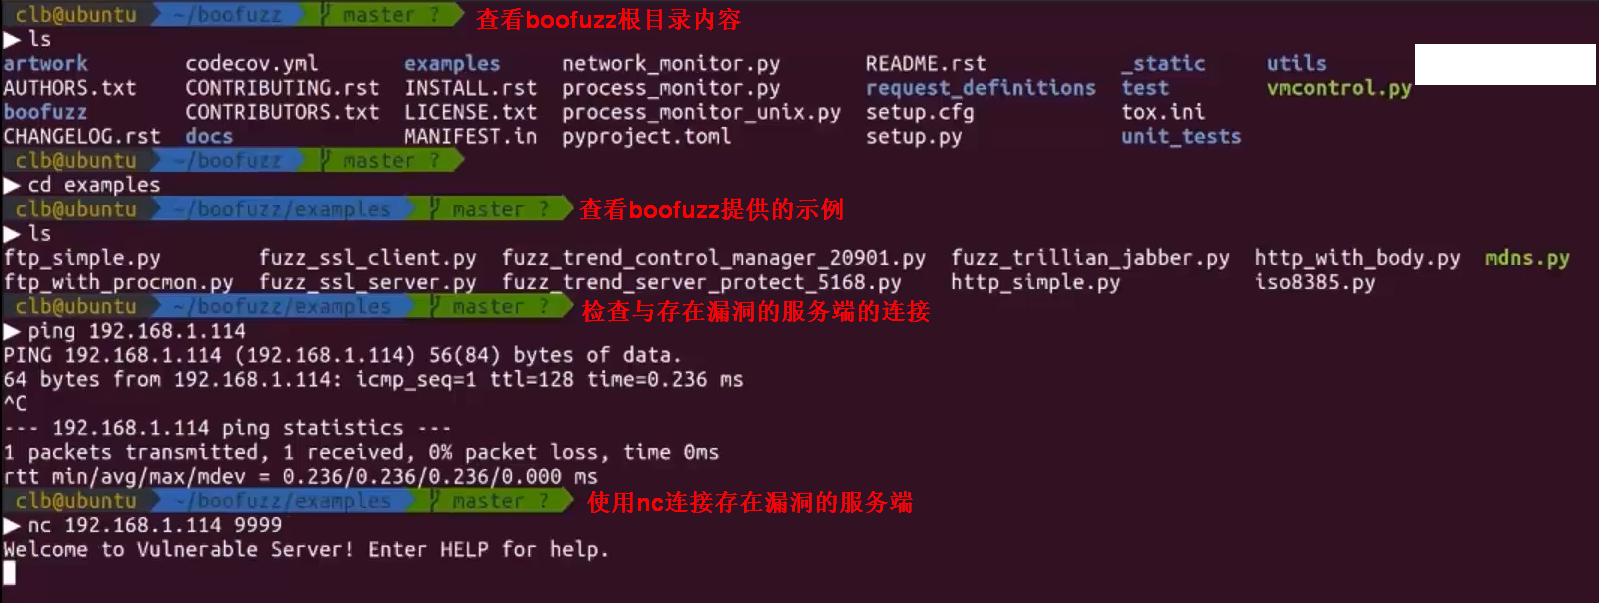 clb@ubuntu ~/boofuzz master ? 查看boofuzz根目录内容
▶ ls
artwork codecov.yml examples network_monitor.py README.rst _static utils
AUTHORS.txt CONTRIBUTING.rst INSTALL.rst process_monitor.py request_definitions test vmcontrol.py
boofuzz CONTRIBUTORS.txt LICENSE.txt process_monitor_unix.py setup.cfg tox.ini
CHANGELOG.rst docs MANIFEST.in pyproject.toml setup.py unit_tests
clb@ubuntu ~/boofuzz master ?
▶ cd examples
clb@ubuntu ~/boofuzz/examples master ? 查看boofuzz提供的示例
▶ ls
ftp_simple.py fuzz_ssl_client.py fuzz_trend_control_manager_20901.py fuzz_trillian_jabber.py http_with_body.py mdns.py
ftp_with_procmon.py fuzz_ssl_server.py fuzz_trend_server_protect_5168.py http_simple.py iso8385.py
clb@ubuntu ~/boofuzz/examples master ? 检查与存在漏洞的服务端的连接
▶ ping 192.168.1.114
PING 192.168.1.114 (192.168.1.114) 56(84) bytes of data.
64 bytes from 192.168.1.114: icmp_seq=1 ttl=128 time=0.236 ms
^C
--- 192.168.1.114 ping statistics ---
1 packets transmitted, 1 received, 0% packet loss, time 0ms
rtt min/avg/max/mdev = 0.236/0.236/0.236/0.000 ms
clb@ubuntu ~/boofuzz/examples master ? 使用nc连接存在漏洞的服务端
▶ nc 192.168.1.114 9999
Welcome to Vulnerable Server! Enter HELP for help.